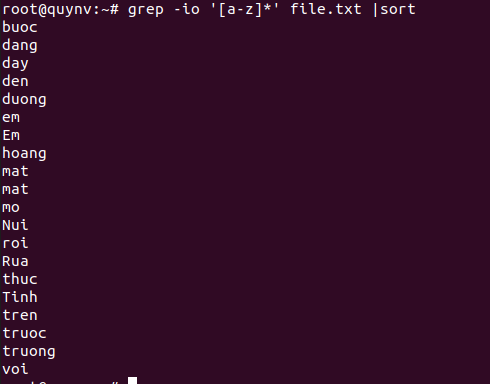 root@quynv:~# grep -io '[a-z]*' file.txt |sort
buoc
dang
day
den
duong
em
Em
hoang
mat
mat
mo
Nui
roi
Rua
thuc
Tinh
tren
truoc
truong
voi